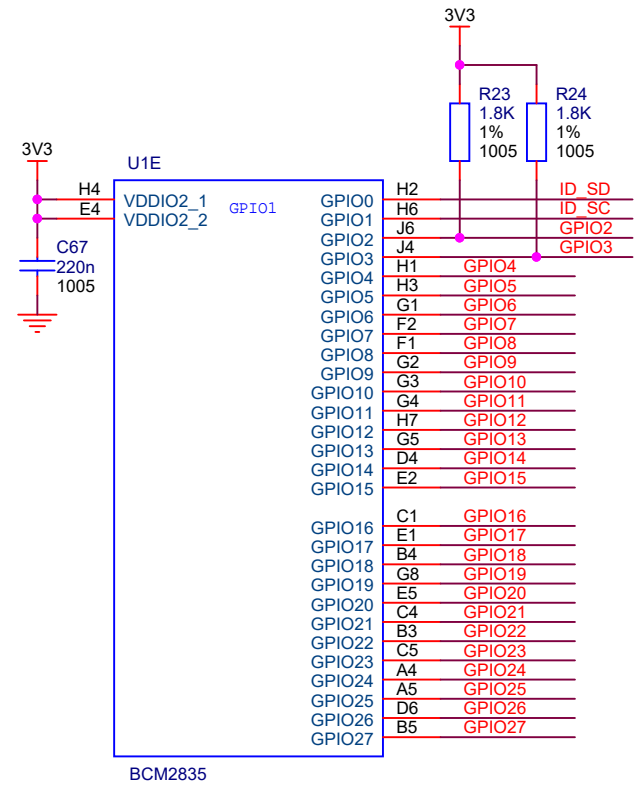 3V3
R23
1.8K
1%
1005
R24
1.8K
1%
1005
3V3
U1E
GPIO1
H4 VDDIO2_1
E4 VDDIO2_2
C67
220n
1005
GPIO0 H2 ID_SD
GPIO1 H6 ID_SC
GPIO2 J6 GPIO2
GPIO3 J4 GPIO3
GPIO4 H1 GPIO4
GPIO5 H3 GPIO5
GPIO6 G1 GPIO6
GPIO7 F2 GPIO7
GPIO8 F1 GPIO8
GPIO9 G2 GPIO9
GPIO10 G3 GPIO10
GPIO11 G4 GPIO11
GPIO12 H7 GPIO12
GPIO13 G5 GPIO13
GPIO14 D4 GPIO14
GPIO15 E2 GPIO15
GPIO16 C1 GPIO16
GPIO17 E1 GPIO17
GPIO18 B4 GPIO18
GPIO19 G8 GPIO19
GPIO20 E5 GPIO20
GPIO21 C4 GPIO21
GPIO22 B3 GPIO22
GPIO23 C5 GPIO23
GPIO24 A4 GPIO24
GPIO25 A5 GPIO25
GPIO26 D6 GPIO26
GPIO27 B5 GPIO27
BCM2835